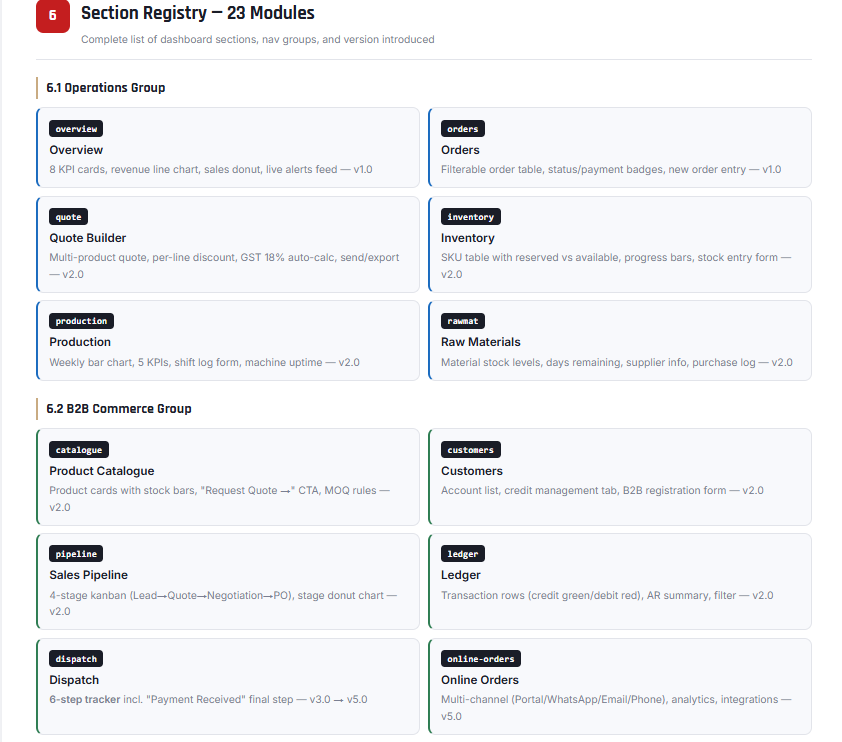 6
Section Registry — 23 Modules
Complete list of dashboard sections, nav groups, and version introduced
6.1 Operations Group
overview
Overview
8 KPI cards, revenue line chart, sales donut, live alerts feed — v1.0
orders
Orders
Filterable order table, status/payment badges, new order entry — v1.0
quote
Quote Builder
Multi-product quote, per-line discount, GST 18% auto-calc, send/export
— v2.0
inventory
Inventory
SKU table with reserved vs available, progress bars, stock entry form —
v2.0
production
Production
Weekly bar chart, 5 KPIs, shift log form, machine uptime — v2.0
rawmat
Raw Materials
Material stock levels, days remaining, supplier info, purchase log — v2.0
6.2 B2B Commerce Group
catalogue
Product Catalogue
Product cards with stock bars, "Request Quote →" CTA, MOQ rules —
v2.0
customers
Customers
Account list, credit management tab, B2B registration form — v2.0
pipeline
Sales Pipeline
4-stage kanban (Lead→Quote→Negotiation→PO), stage donut chart —
v2.0
ledger
Ledger
Transaction rows (credit green/debit red), AR summary, filter — v2.0
dispatch
Dispatch
6-step tracker incl. "Payment Received" final step — v3.0 → v5.0
online-orders
Online Orders
Multi-channel (Portal/WhatsApp/Email/Phone), analytics, integrations —
v5.0